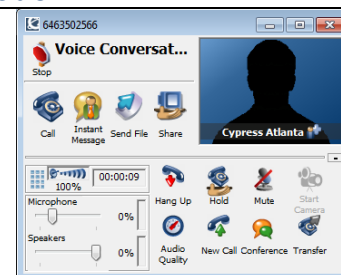 6463502566
Voice Conversat...
Stop
Call
Instant
Message
Send File
Share
Cypress Atlanta
100%
00:00:09
Microphone
0%
Speakers
0%
Hang Up
Hold
Mute
Start
Camera
Audio
Quality
New Call
Conference
Transfer